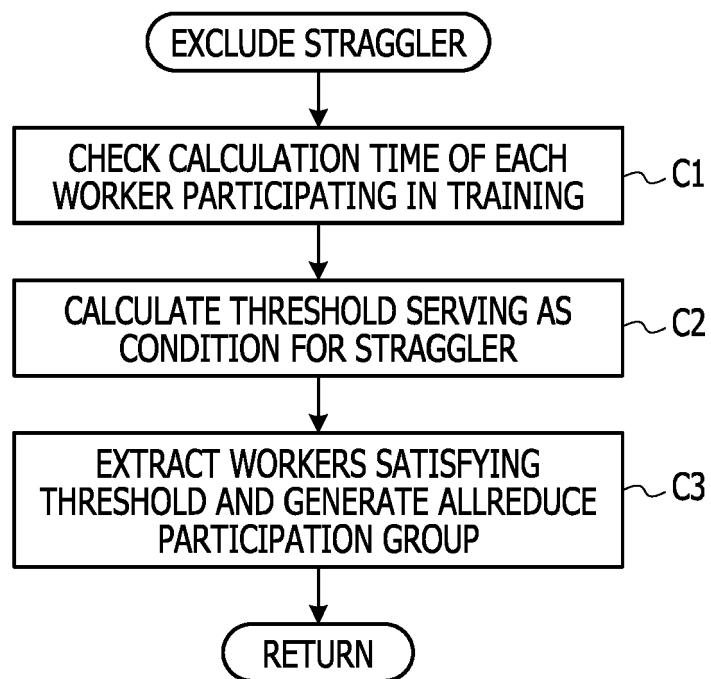 EXCLUDE STRAGGLER
CHECK CALCULATION TIME OF EACH
WORKER PARTICIPATING IN TRAINING
C1
CALCULATE THRESHOLD SERVING AS
CONDITION FOR STRAGGLER
C2
EXTRACT WORKERS SATISFYING
THRESHOLD AND GENERATE ALLREDUCE
PARTICIPATION GROUP
C3
RETURN